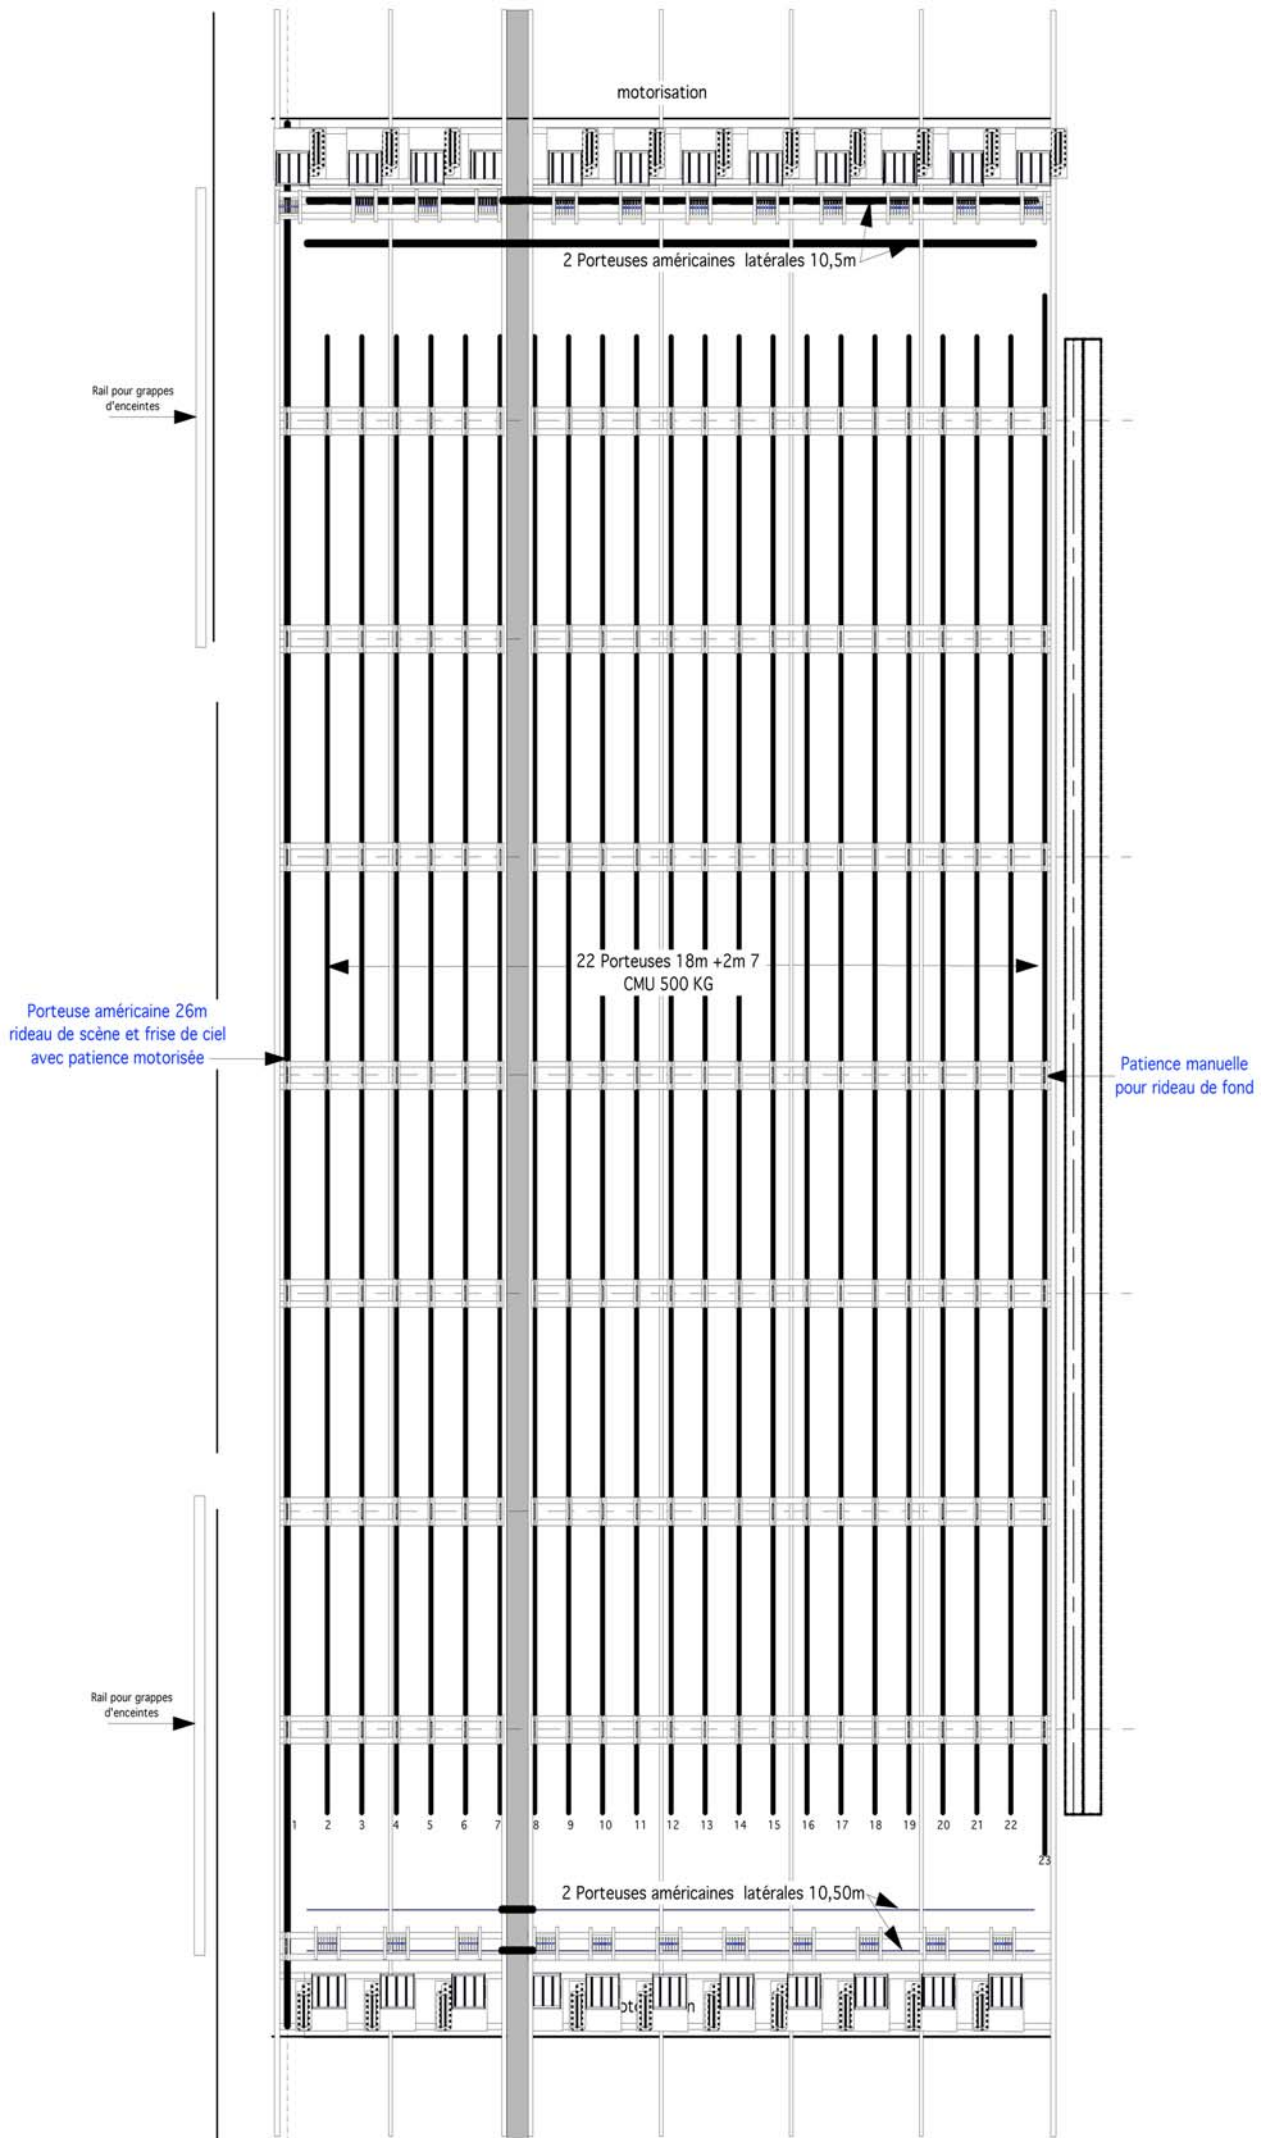 motorisation
2 Porteuses américaines latérales 10,5m
Rail pour grappes
d'enceintes
22 Porteuses 18m +2m 7
CMU 500 KG
Porteuse américaine 26m
rideau de scène et frise de ciel
avec patience motorisée
Patience manuelle
pour rideau de fond
Rail pour grappes
d'enceintes
1 2 3 4 5 6 7 8 9 10 11 12 13 14 15 16 17 18 19 20 21 22
23
2 Porteuses américaines latérales 10,50m